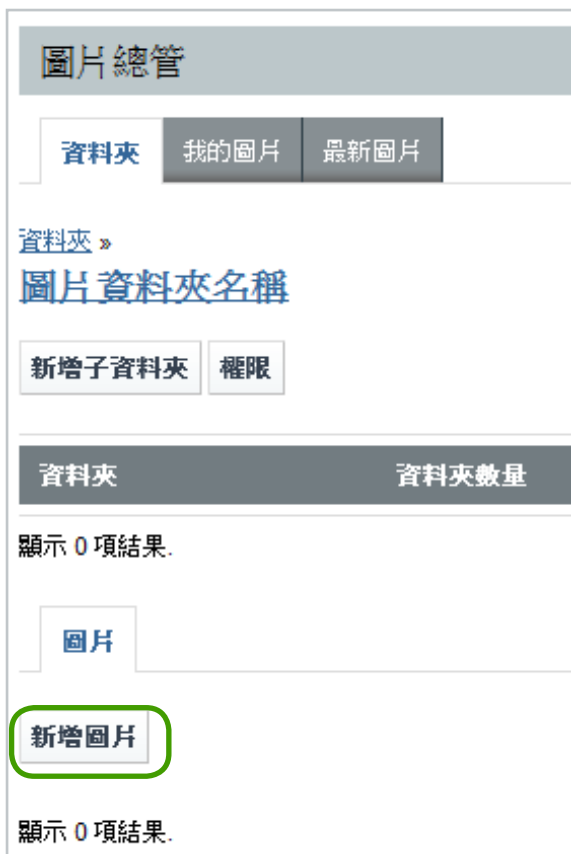 圖片總管
資料夾 我的圖片 最新圖片
資料夾 »
圖片資料夾名稱
新增子資料夾 權限
資料夾 資料夾數量
顯示 0 項結果.
圖片
新增圖片
顯示 0 項結果.